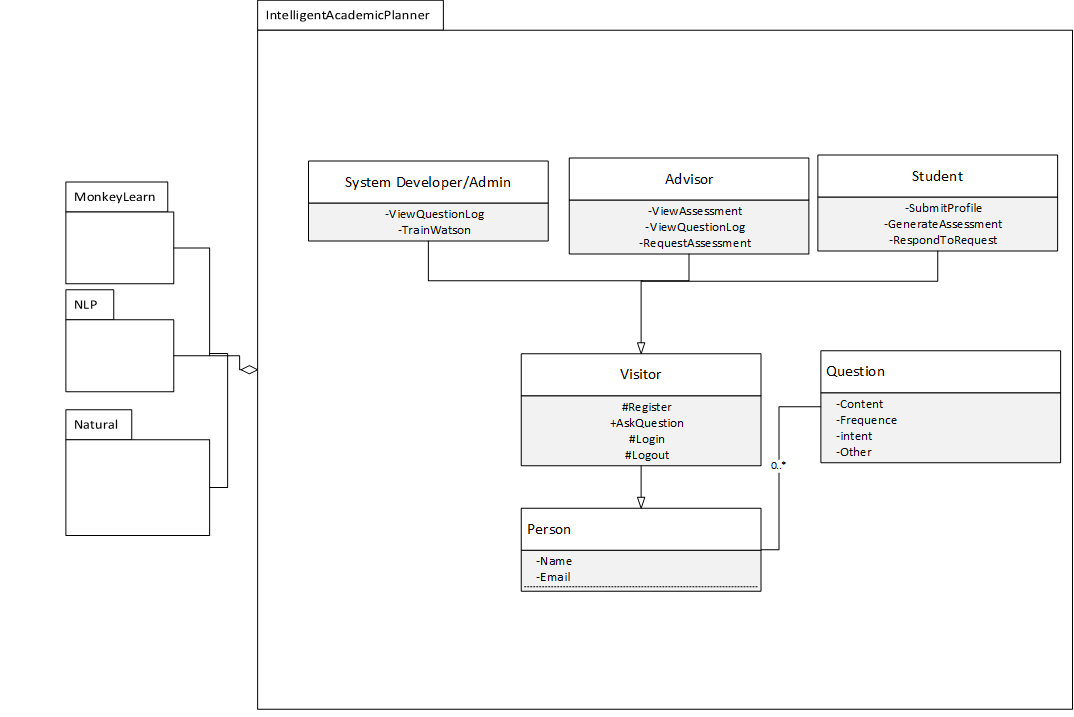 IntelligentAcademicPlanner
MonkeyLearn
NLP
Natural
System Developer/Admin
-ViewQuestionLog
-TrainWatson
Advisor
-ViewAssessment
-ViewQuestionLog
-RequestAssessment
Student
-SubmitProfile
-GenerateAssessment
-RespondToRequest
Visitor
#Register
+AskQuestion
#Login
#Logout
Question
-Content
-Frequence
-intent
-Other
0..*
Person
-Name
-Email